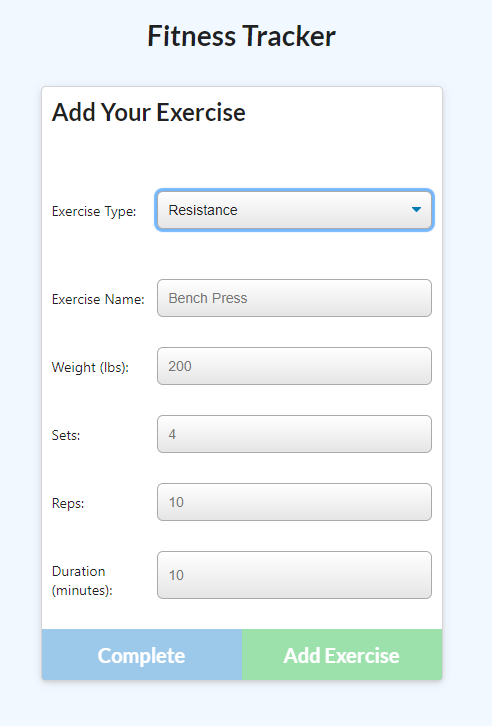 Fitness Tracker
Add Your Exercise
Exercise Type: Resistance
Exercise Name: Bench Press
Weight (lbs): 200
Sets: 4
Reps: 10
Duration
(minutes): 10
Complete Add Exercise